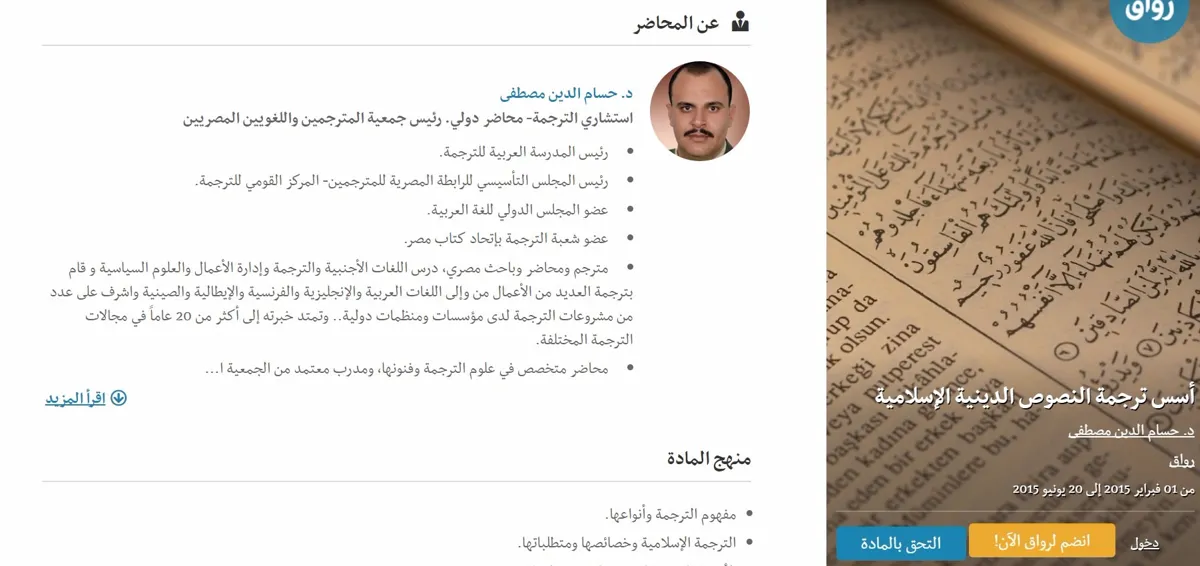 عن المحاضر
د. حسام الدين مصطفى
استشاري الترجمة- محاضر دولي. رئيس جمعية المترجمين واللغويين المصريين
رئيس المدرسة العربية للترجمة.
رئيس المجلس التأسيسي للرابطة المصرية للمترجمين- المركز القومي للترجمة.
عضو المجلس الدولي للغة العربية.
عضو شعبة الترجمة بإتحاد كتاب مصر.
مترجم ومحاضر وباحث مصري، درس اللغات الأجنبية والترجمة وإدارة الأعمال والعلوم السياسية و قام
بترجمة العديد من الأعمال من وإلى اللغات العربية والإنجليزية والفرنسية والإيطالية والصينية واشرف على عدد
من مشروعات الترجمة لدى مؤسسات ومنظمات دولية.. وتمتد خبرته إلى أكثر من 20 عاماً في مجالات
الترجمة المختلفة.
محاضر متخصص في علوم الترجمة وفنونها، ومدرب معتمد من الجمعية ا...
اقرأ المزيد
منهج المادة
مفهوم الترجمة وأنواعها.
الترجمة الإسلامية وخصائصها ومتطلباتها.
رواق
أسس ترجمة النصوص الدينية الإسلامية
د. حسام الدين مصطفى
رواق
من 01 فبراير 2015 إلى 20 يونيو 2015
دخول
انضم لرواق الآن!
التحق بالمادة